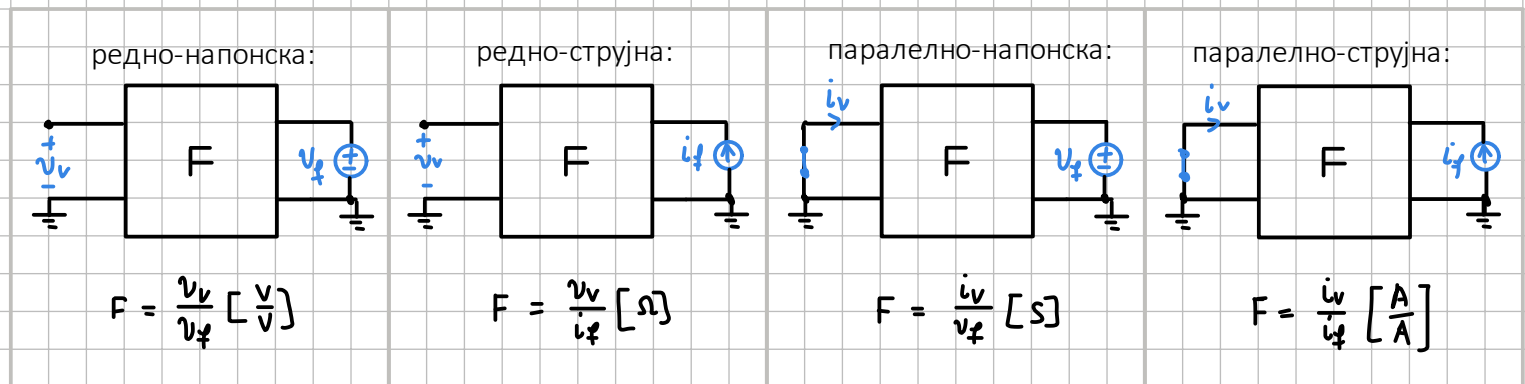 редно-напонска:
+
v_v
-
F
v_f
+
-
F = v_v/v_f [V/V]
редно-струјна:
+
v_v
-
F
i_f
F = v_v/i_f [Ω]
паралелно-напонска:
i_v
F
v_f
+
-
F = i_v/v_f [S]
паралелно-струјна:
i_v
F
i_f
F = i_v/i_f [A/A]